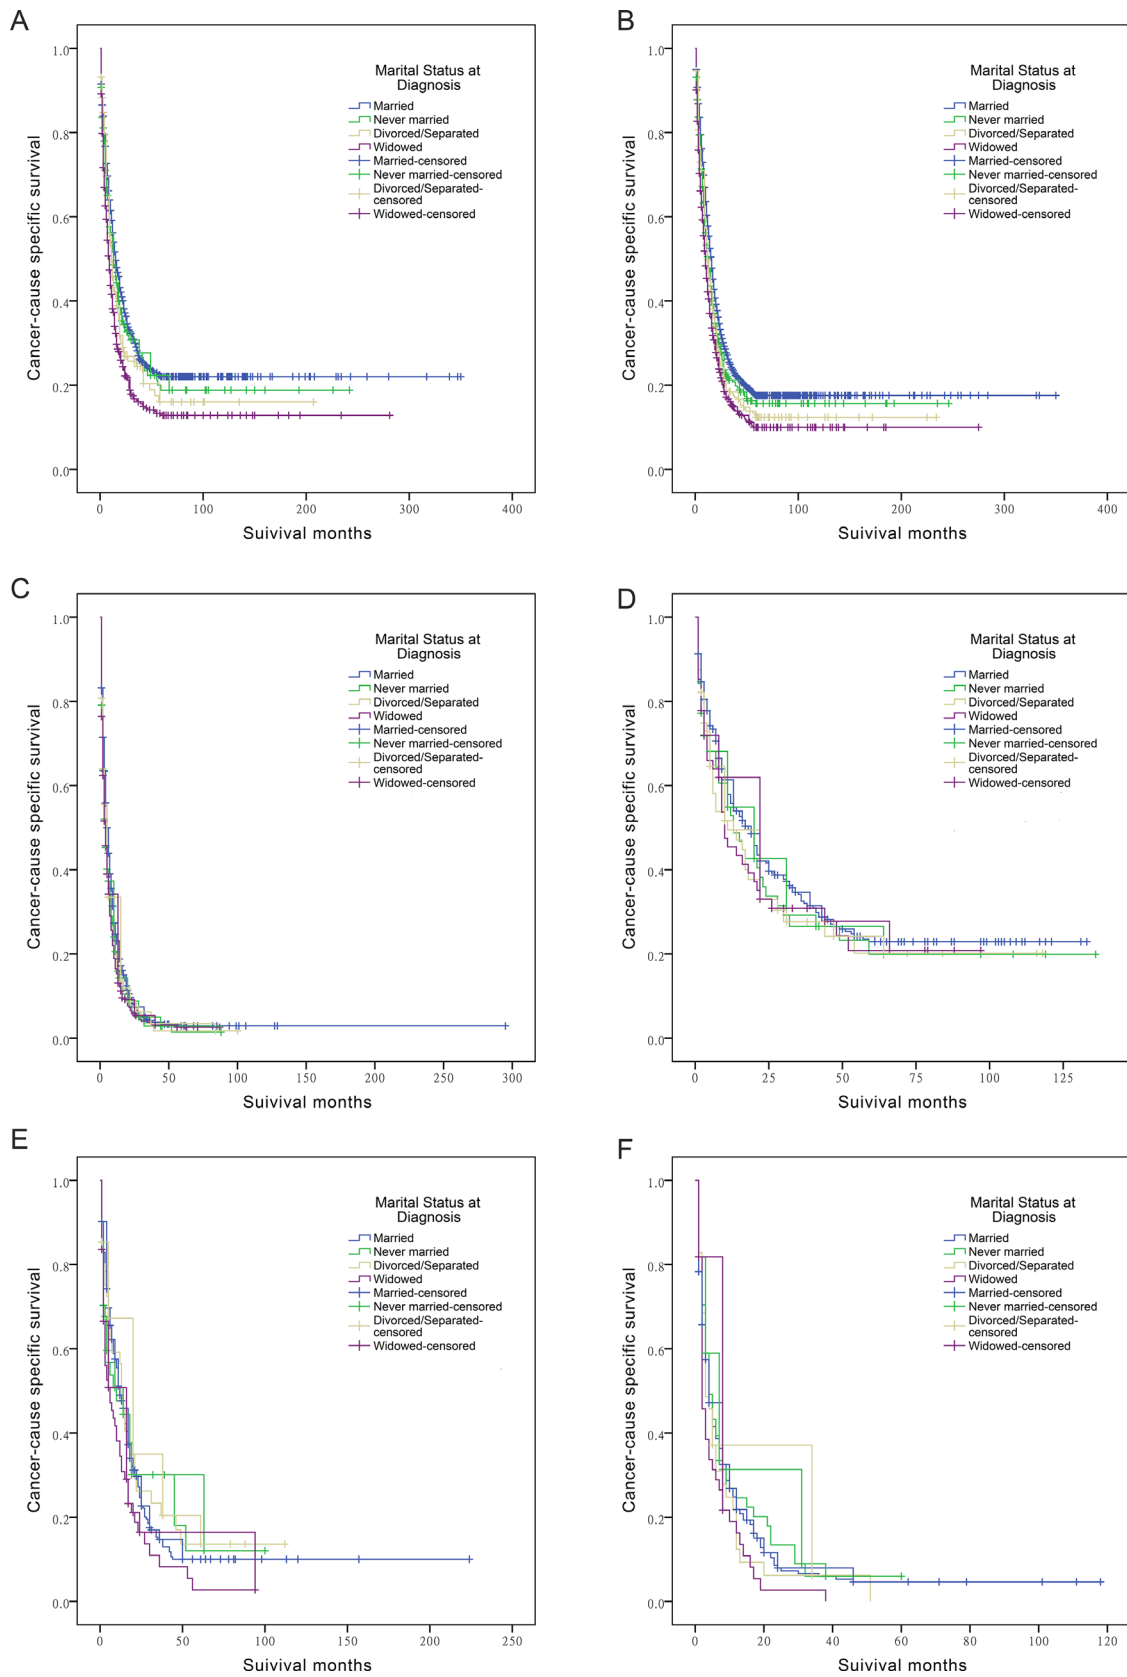 A
Cancer-cause specific survival
1.0
0.8
0.6
0.4
0.2
0.0
Marital Status at
Diagnosis
Married
Never married
Divorced/Separated
Widowed
Married-censored
Never married-censored
Divorced/Separated-
censored
Widowed-censored
0 100 200 300 400
Suivival months
B
Cancer-cause specific survival
1.0
0.8
0.6
0.4
0.2
0.0
Marital Status at
Diagnosis
Married
Never married
Divorced/Separated
Widowed
Married-censored
Never married-censored
Divorced/Separated-
censored
Widowed-censored
0 100 200 300 400
Suivival months
C
Cancer-cause specific survival
1.0
0.8
0.6
0.4
0.2
0.0
Marital Status at
Diagnosis
Married
Never married
Divorced/Separated
Widowed
Married-censored
Never married-censored
Divorced/Separated-
censored
Widowed-censored
0 50 100 150 200 250 300
Suivival months
D
Cancer-cause specific survival
1.0
0.8
0.6
0.4
0.2
0.0
Marital Status at
Diagnosis
Married
Never married
Divorced/Separated
Widowed
Married-censored
Never married-censored
Divorced/Separated-
censored
Widowed-censored
0 25 50 75 100 125
Suivival months
E
Cancer-cause specific survival
1.0
0.8
0.6
0.4
0.2
0.0
Marital Status at
Diagnosis
Married
Never married
Divorced/Separated
Widowed
Married-censored
Never married-censored
Divorced/Separated-
censored
Widowed-censored
0 50 100 150 200 250
Suivival months
F
Cancer-cause specific survival
1.0
0.8
0.6
0.4
0.2
0.0
Marital Status at
Diagnosis
Married
Never married
Divorced/Separated
Widowed
Married-censored
Never married-censored
Divorced/Separated-
censored
Widowed-censored
0 20 40 60 80 100 120
Suivival months